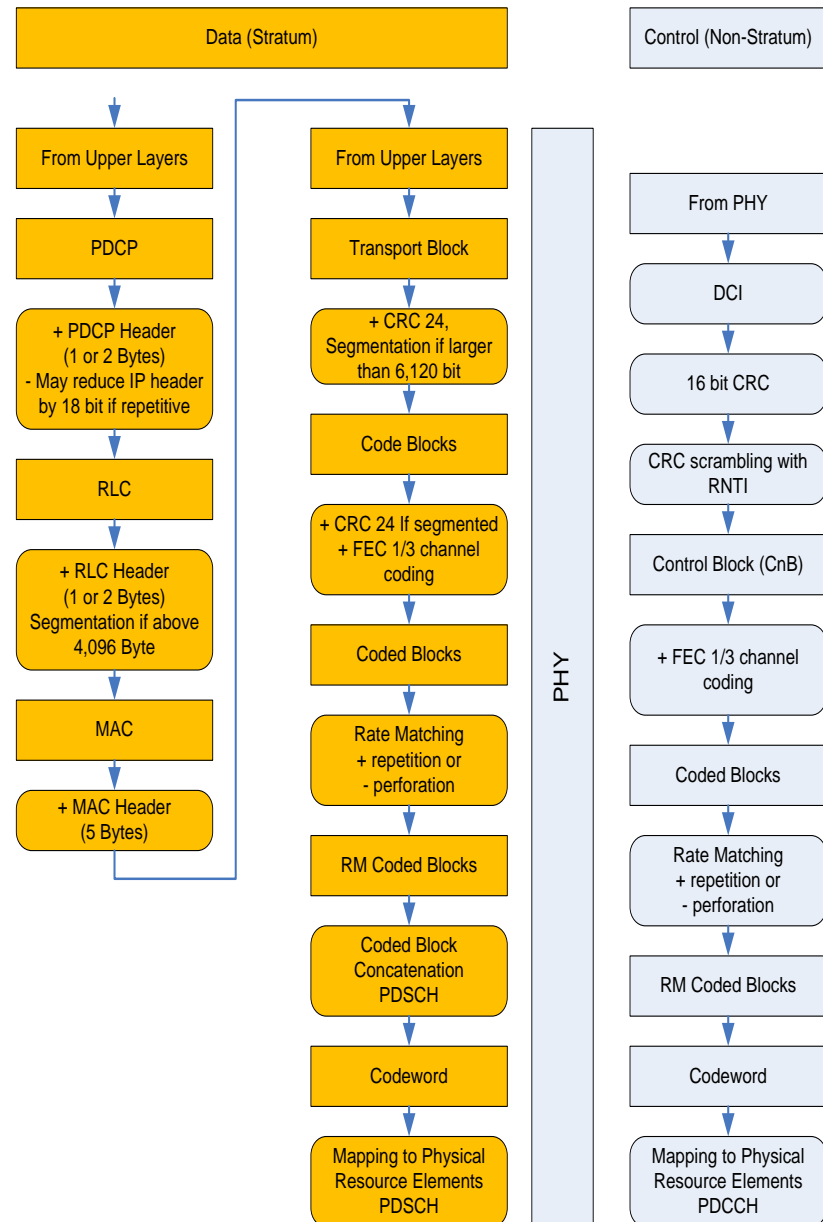 Data (Stratum)
Control (Non-Stratum)
From Upper Layers
PDCP
+ PDCP Header
(1 or 2 Bytes)
- May reduce IP header
by 18 bit if repetitive
RLC
+ RLC Header
(1 or 2 Bytes)
Segmentation if above
4,096 Byte
MAC
+ MAC Header
(5 Bytes)
From Upper Layers
Transport Block
+ CRC 24,
Segmentation if larger
than 6,120 bit
Code Blocks
+ CRC 24 If segmented
+ FEC 1/3 channel
coding
Coded Blocks
Rate Matching
+ repetition or
- perforation
RM Coded Blocks
Coded Block
Concatenation
PDSCH
Codeword
Mapping to Physical
Resource Elements
PDSCH
PHY
From PHY
DCI
16 bit CRC
CRC scrambling with
RNTI
Control Block (CnB)
+ FEC 1/3 channel
coding
Coded Blocks
Rate Matching
+ repetition or
- perforation
RM Coded Blocks
Codeword
Mapping to Physical
Resource Elements
PDCCH